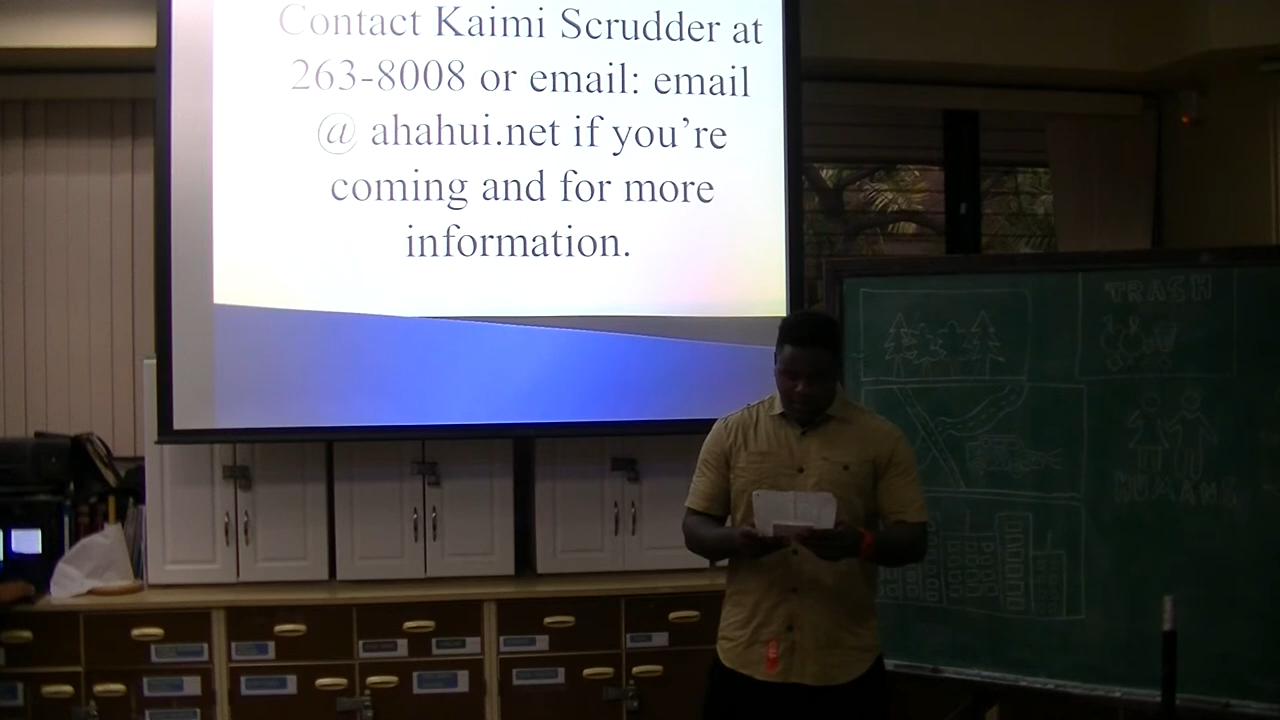 Contact Kaimi Scrudder at
263-8008 or email: email
@ ahahui.net if you're
coming and for more
information.
TRASH
HUMANS